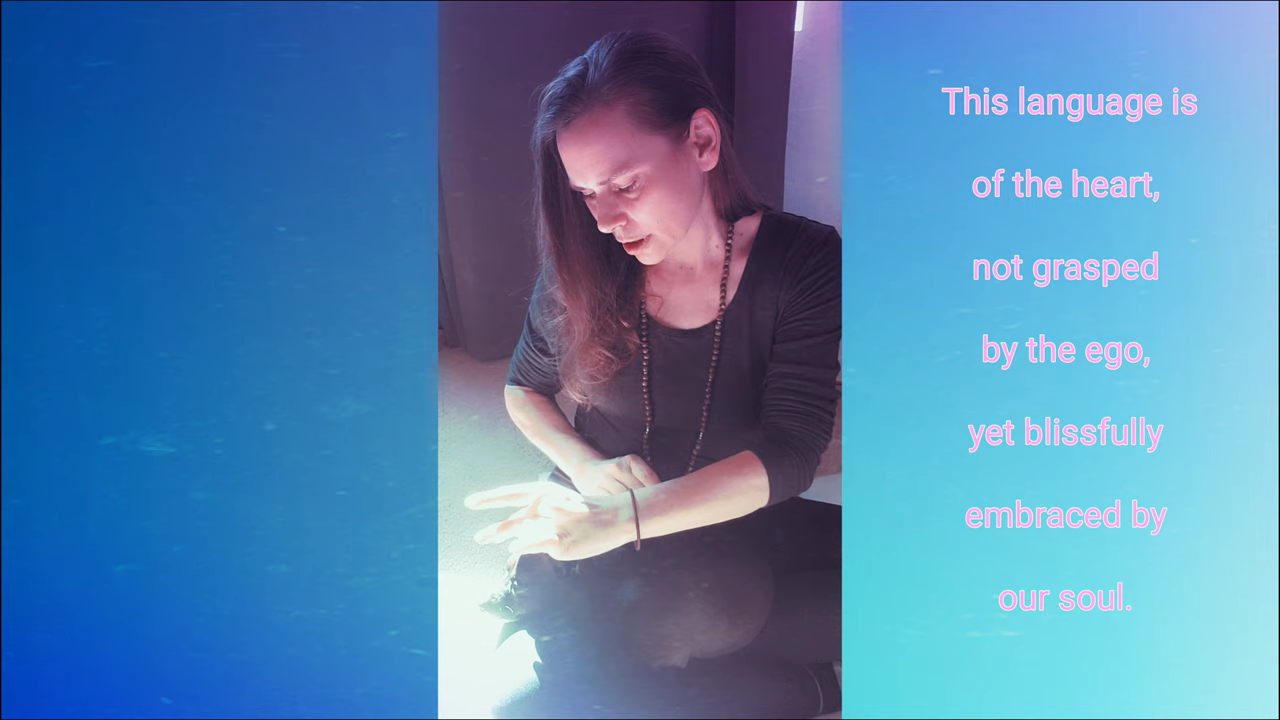 This language is
of the heart,
not grasped
by the ego,
yet blissfully
embraced by
our soul.